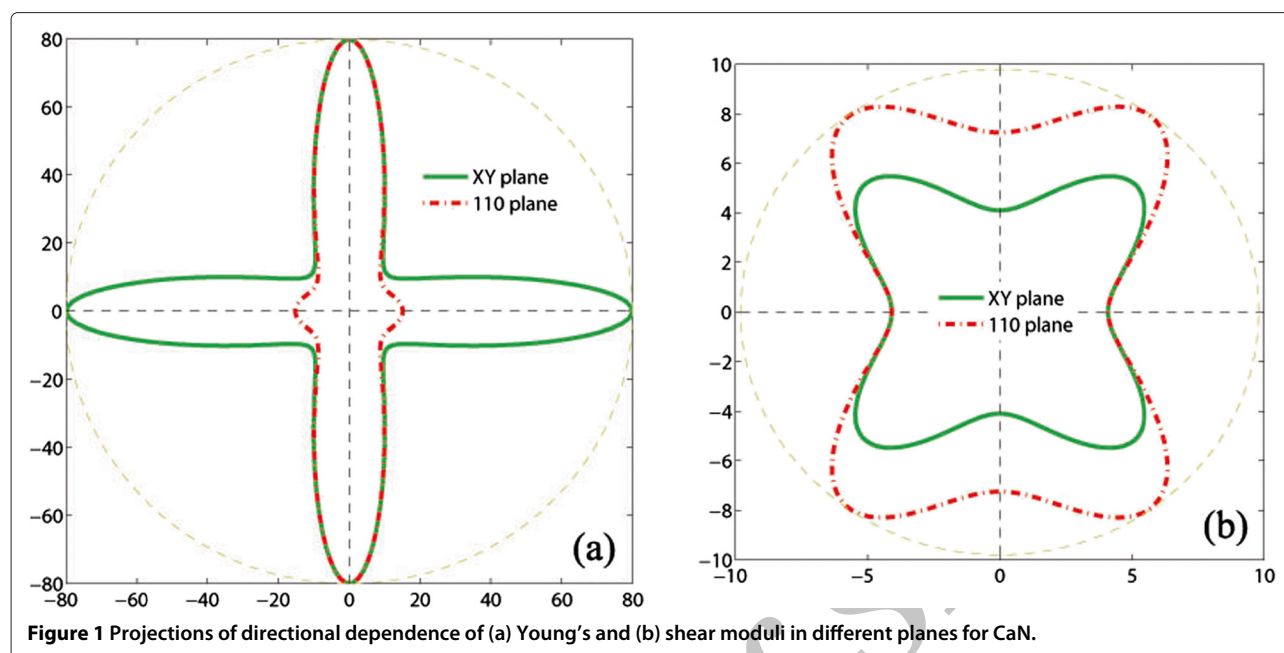 80
60
40
20
0
−20
−40
−60
−80
−80 −60 −40 −20 0 20 40 60 80
XY plane
110 plane
(a)
10
8
6
4
2
0
−2
−4
−6
−8
−10
−10 −5 0 5 10
XY plane
110 plane
(b)
Figure 1 Projections of directional dependence of (a) Young's and (b) shear moduli in different planes for CaN.